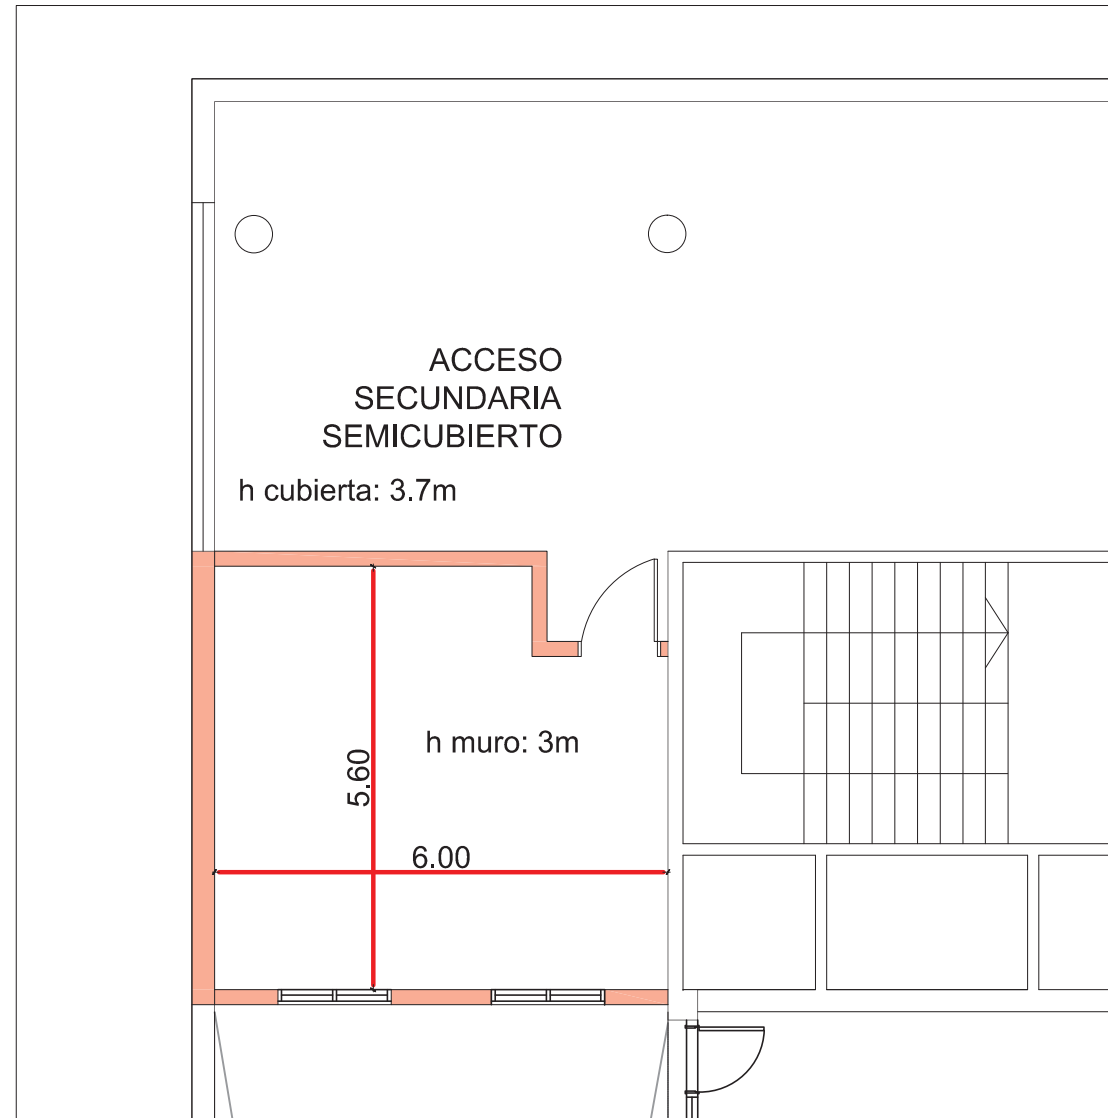 ACCESO
SECUNDARIA
SEMICUBIERTO
h cubierta: 3.7m
h muro: 3m
5.60
6.00